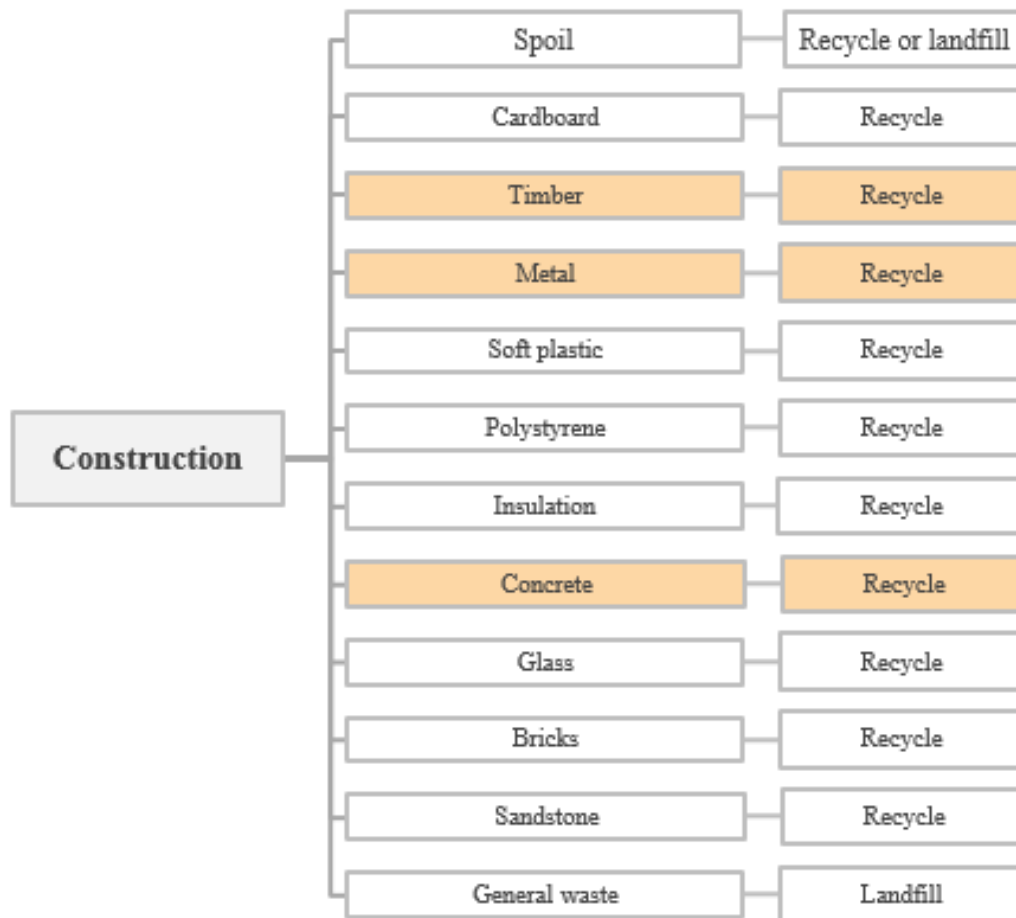 Spoil
Recycle or landfill
Cardboard
Recycle
Timber
Recycle
Metal
Recycle
Soft plastic
Recycle
Polystyrene
Recycle
Construction
Insulation
Recycle
Concrete
Recycle
Glass
Recycle
Bricks
Recycle
Sandstone
Recycle
General waste
Landfill